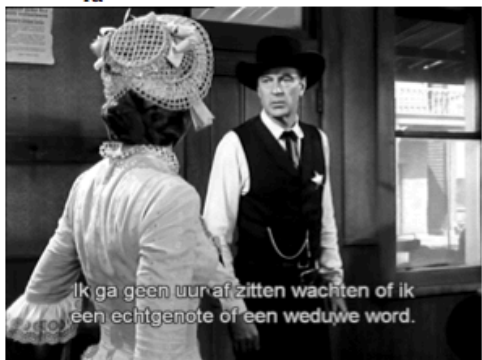 Ik ga geen uur af zitten wachten of ik
een echtgenote of een weduwe word.